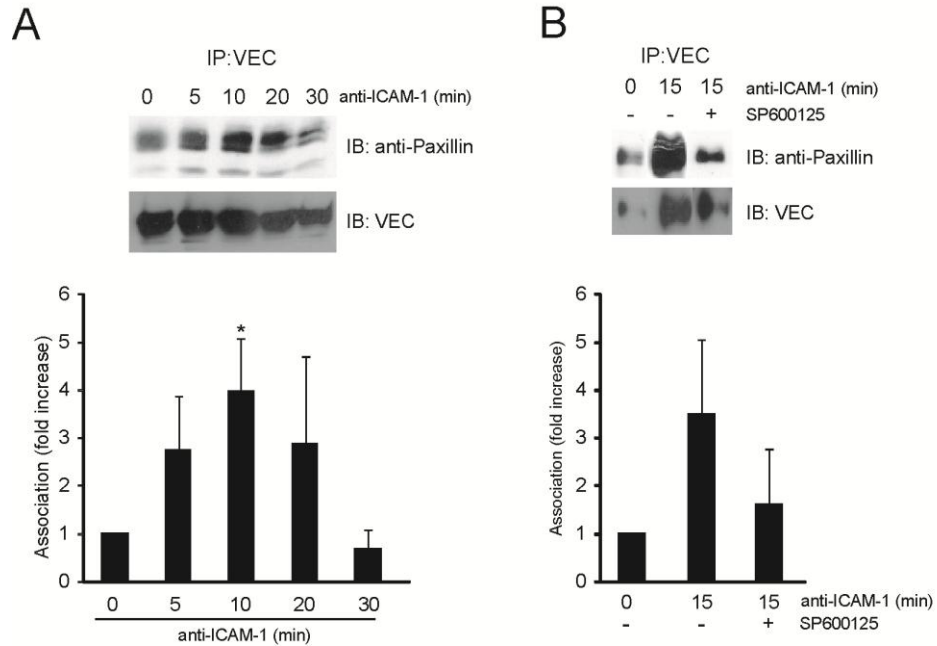 A
IP:VEC
0 5 10 20 30 anti-ICAM-1 (min)
IB: anti-Paxillin
IB: VEC
Association (fold increase)
6
5
4
3
2
1
0
*
0 5 10 20 30
anti-ICAM-1 (min)
B
IP:VEC
0 15 15 anti-ICAM-1 (min)
- - + SP600125
IB: anti-Paxillin
IB: VEC
Association (fold increase)
6
5
4
3
2
1
0
0 15 15 anti-ICAM-1 (min)
- - + SP600125